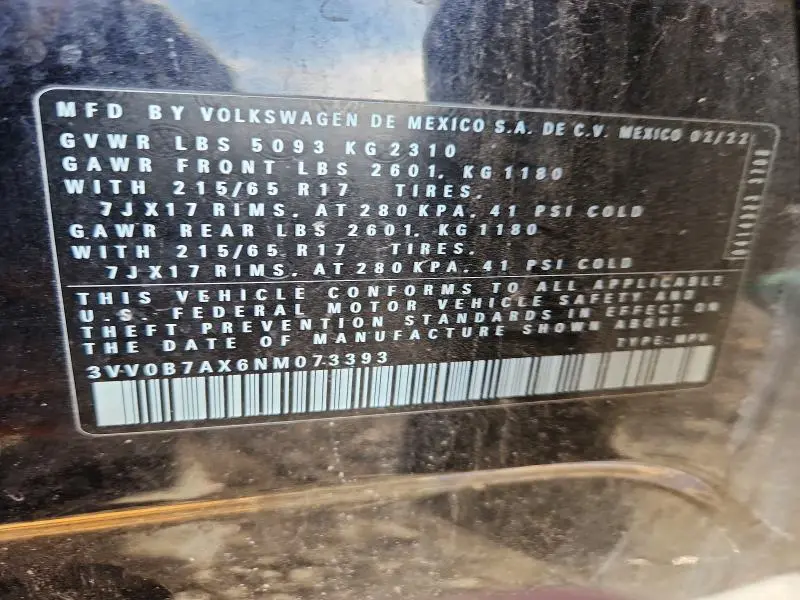 MFD BY VOLKSWAGEN DE MEXICO S.A. DE C.V. MEXICO 02/22
GVWR LBS 5093 KG 2310
GAWR FRONT LBS 2601, KG 1180
WITH 215/65 R17 TIRES,
7JX17 RIMS, AT 280 KPA, 41 PSI COLD
GAWR REAR LBS 2601, KG 1180
WITH 215/65 R17 TIRES,
7JX17 RIMS, AT 280 KPA, 41 PSI COLD
THIS VEHICLE CONFORMS TO ALL APPLICABLE
U.S. FEDERAL MOTOR VEHICLE SAFETY AND
THEFT PREVENTION STANDARDS IN EFFECT ON
THE DATE OF MANUFACTURE SHOWN ABOVE.
TYPE: MPV
3VV0B7AX6NM073393